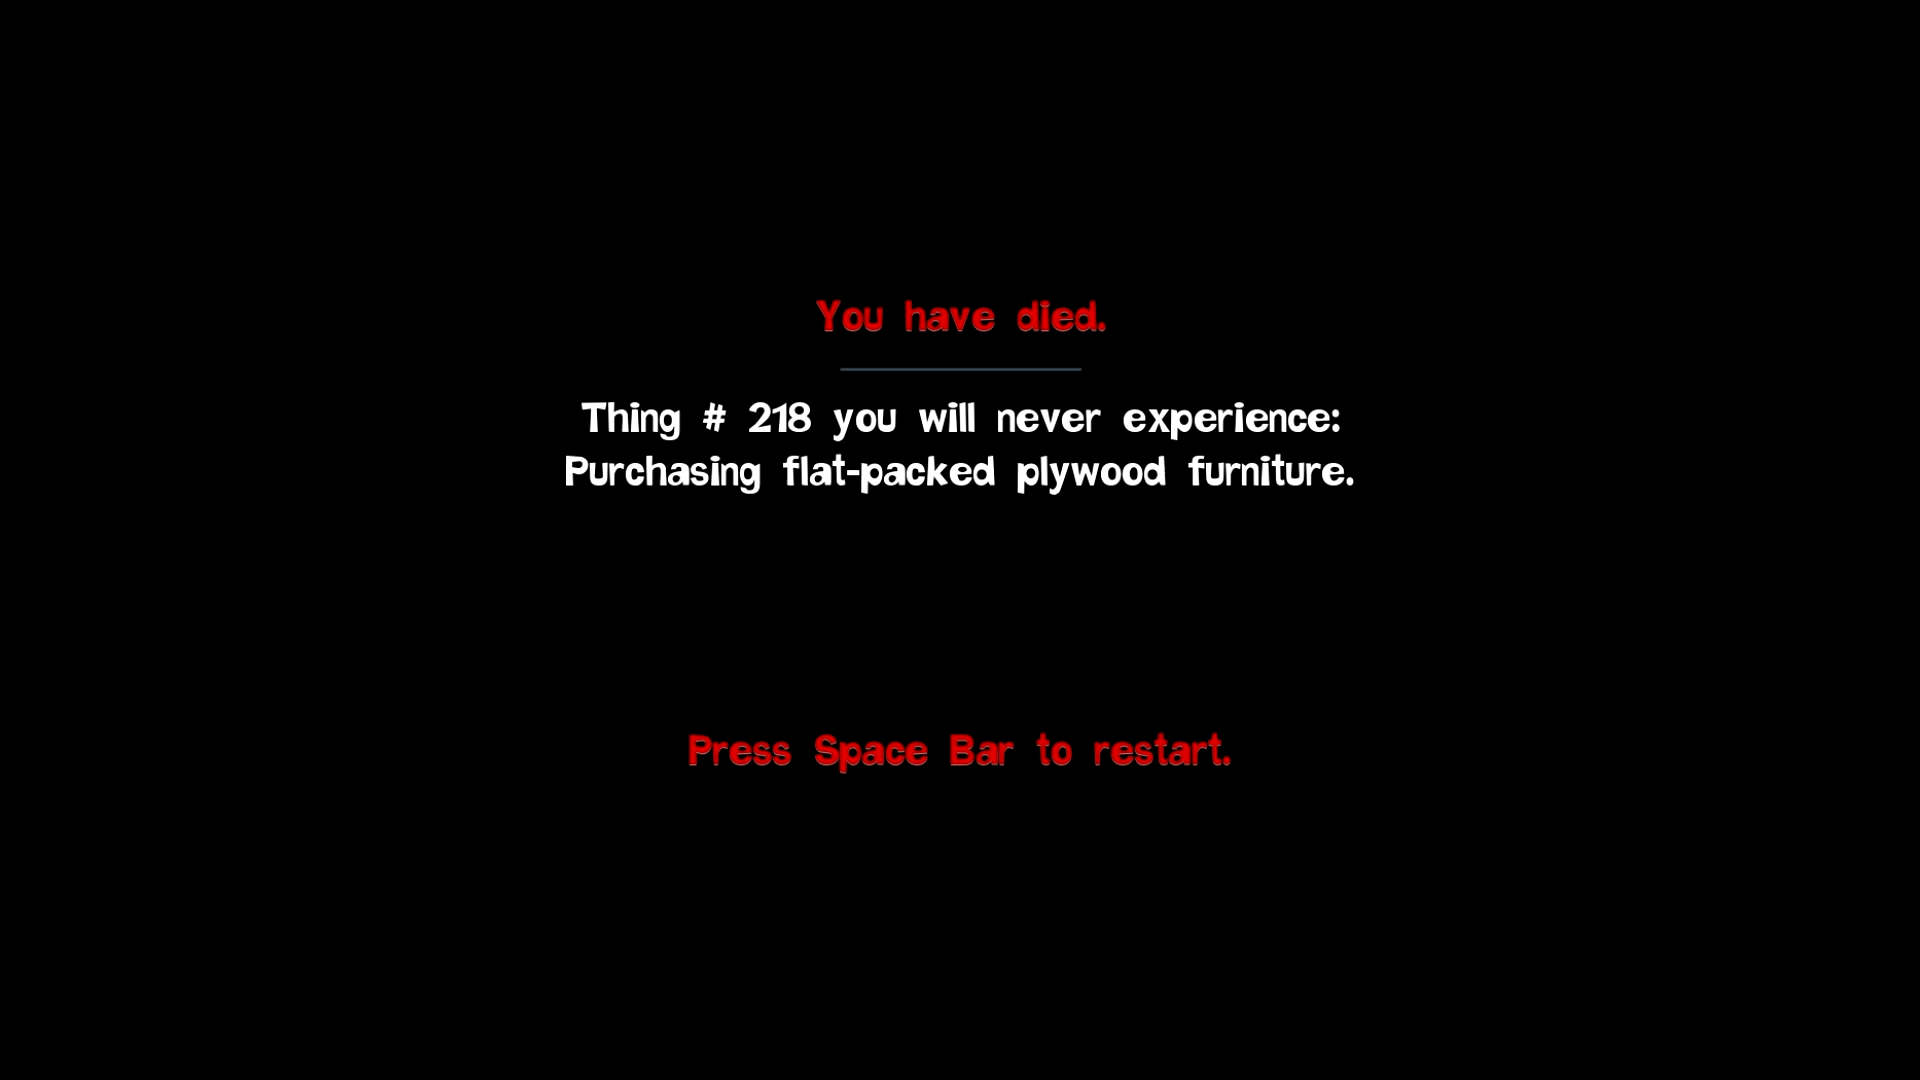 You have died.
Thing # 218 you will never experience:
Purchasing flat-packed plywood furniture.
Press Space Bar to restart.